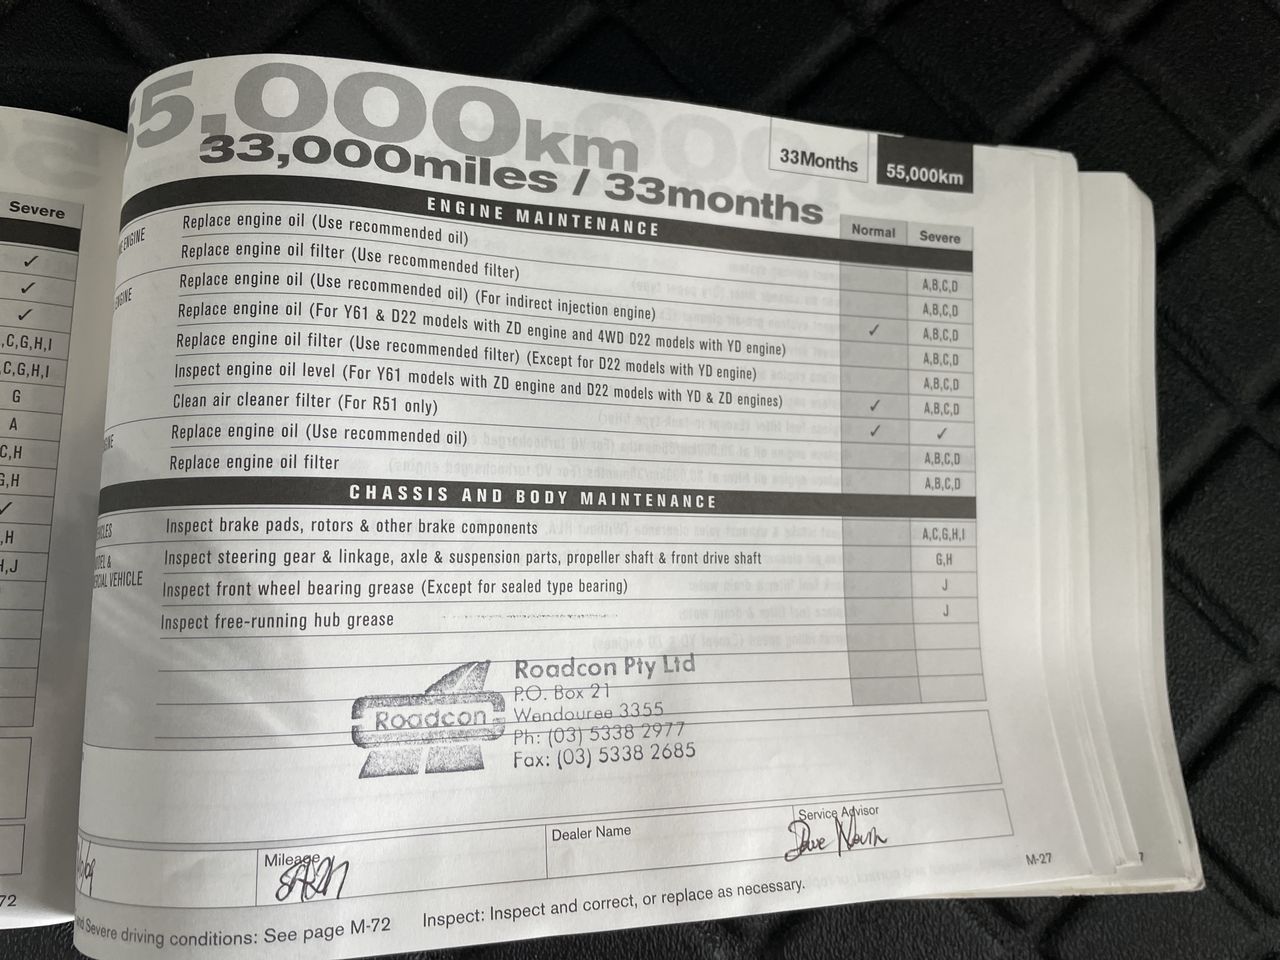 Severe
✓
✓
✓
,C,G,H,I
C,G,H,I
G
A
C,H
G,H
✓
,H
H,J
72
55,000km
33,000miles / 33months
33Months
55,000km
ENGINE MAINTENANCE
Normal Severe
ENGINE Replace engine oil (Use recommended oil) A,B,C,D
Replace engine oil filter (Use recommended filter) A,B,C,D
ENGINE Replace engine oil (Use recommended oil) (For indirect injection engine) ✓ A,B,C,D
Replace engine oil (For Y61 & D22 models with ZD engine and 4WD D22 models with YD engine) A,B,C,D
Replace engine oil filter (Use recommended filter) (Except for D22 models with YD engine) A,B,C,D
Inspect engine oil level (For Y61 models with ZD engine and D22 models with YD & ZD engines) ✓ A,B,C,D
Clean air cleaner filter (For R51 only) ✓ ✓
Replace engine oil (Use recommended oil) A,B,C,D
Replace engine oil filter A,B,C,D
CHASSIS AND BODY MAINTENANCE
Inspect brake pads, rotors & other brake components A,C,G,H,I
Inspect steering gear & linkage, axle & suspension parts, propeller shaft & front drive shaft G,H
VEHICLE Inspect front wheel bearing grease (Except for sealed type bearing) J
Inspect free-running hub grease J
Roadcon
Roadcon Pty Ltd
P.O. Box 21
Wendouree 3355
Ph: (03) 5338 2977
Fax: (03) 5338 2685
Mileage
Dealer Name
Service Advisor
Severe driving conditions: See page M-72
Inspect: Inspect and correct, or replace as necessary.
M-27
7